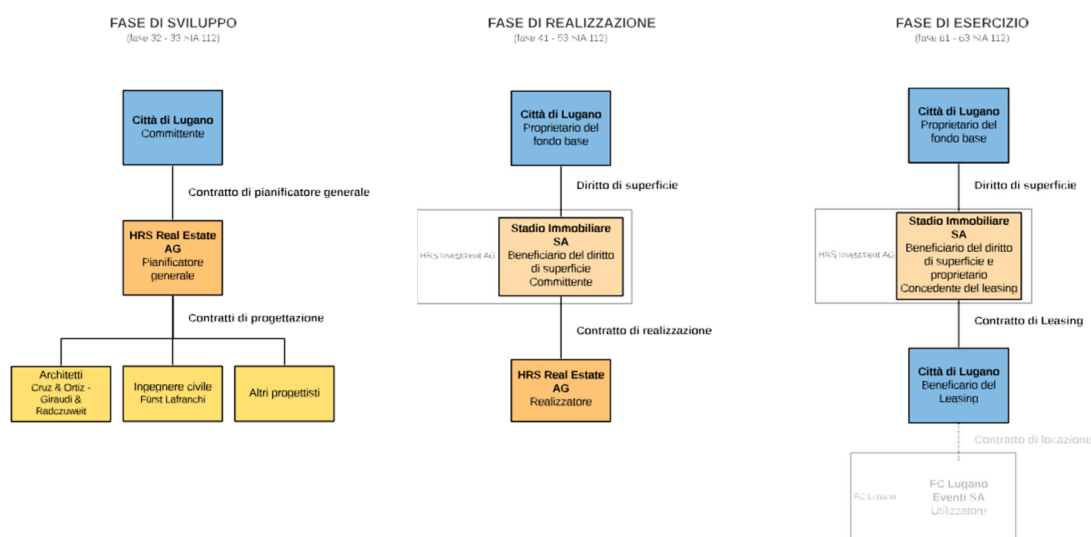 FASE DI SVILUPPO
(fase 32 - 33 SIA 112)
Città di Lugano
Committente
Contratto di pianificatore generale
HRS Real Estate
AG
Pianificatore
generale
Contratti di progettazione
Architetti
Cruz & Ortiz -
Giraudi &
Radczuweit
Ingegnere civile
Fürst Laffranchi
Altri progettisti
FASE DI REALIZZAZIONE
(fase 41 - 53 SIA 112)
Città di Lugano
Proprietario del
fondo base
Diritto di superficie
HRS Investment AG
Stadio Immobiliare
SA
Beneficiario del diritto
di superficie
Committente
Contratto di realizzazione
HRS Real Estate
AG
Realizzatore
FASE DI ESERCIZIO
(fase 61 - 63 SIA 112)
Città di Lugano
Proprietario del
fondo base
Diritto di superficie
HRS Investment AG
Stadio Immobiliare
SA
Beneficiario del diritto
di superficie e
proprietario
Concedente del leasing
Contratto di Leasing
Città di Lugano
Beneficiario del
Leasing
Contratto di locazione
FC Lugano
FC Lugano
Eventi SA
Utilizzatore